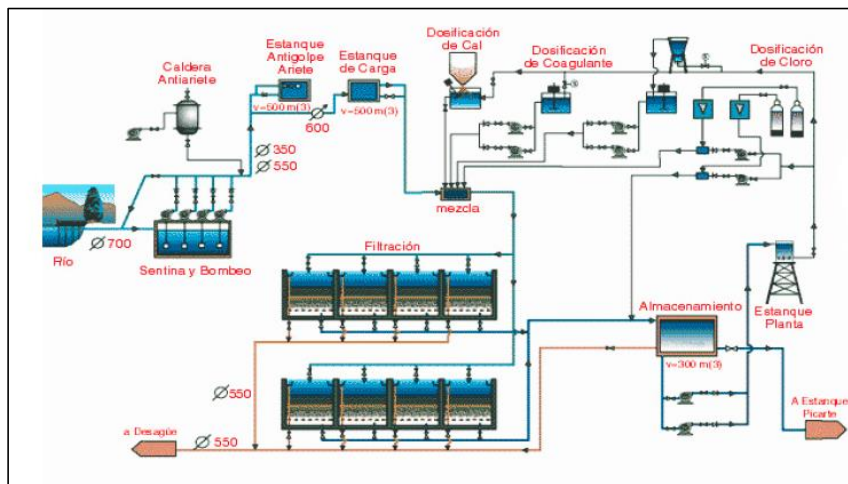 Dosificación
de Cal
Estanque
Antigolpe
Ariete
Estanque
de Carga
Dosificación
de Coagulante
Dosificación
de Cloro
Caldera
Antiariete
v=500 m(3)
v=500 m(3)
600
350
550
mezcla
700
Río
Sentina y Bombeo
Filtración
Almacenamiento
Estanque
Planta
v=300 m(3)
550
A Estanque
Picarte
a Desagüe
550